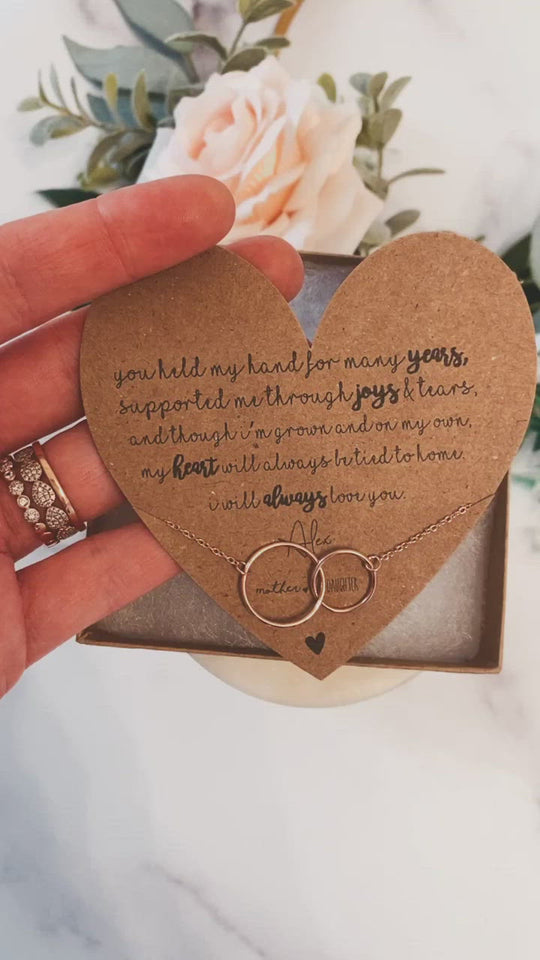 you held my hand for many years,
supported me through joys & tears,
and though i'm grown and on my own,
my heart will always be tied to home.
i will always love you.
Alex
mother DAUGHTER